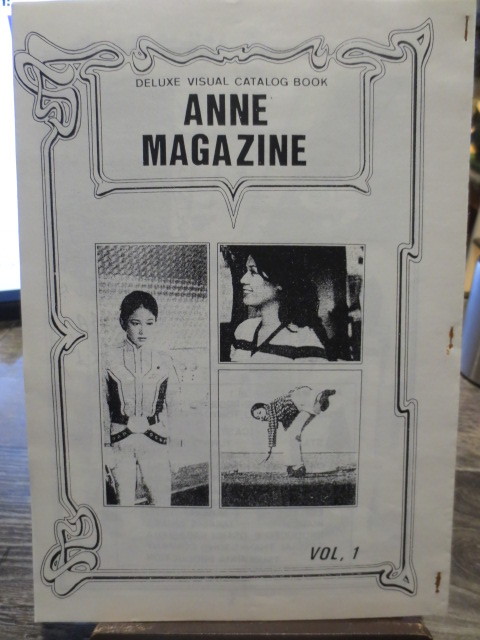 DELUXE VISUAL CATALOG BOOK
ANNE
MAGAZINE
VOL, 1